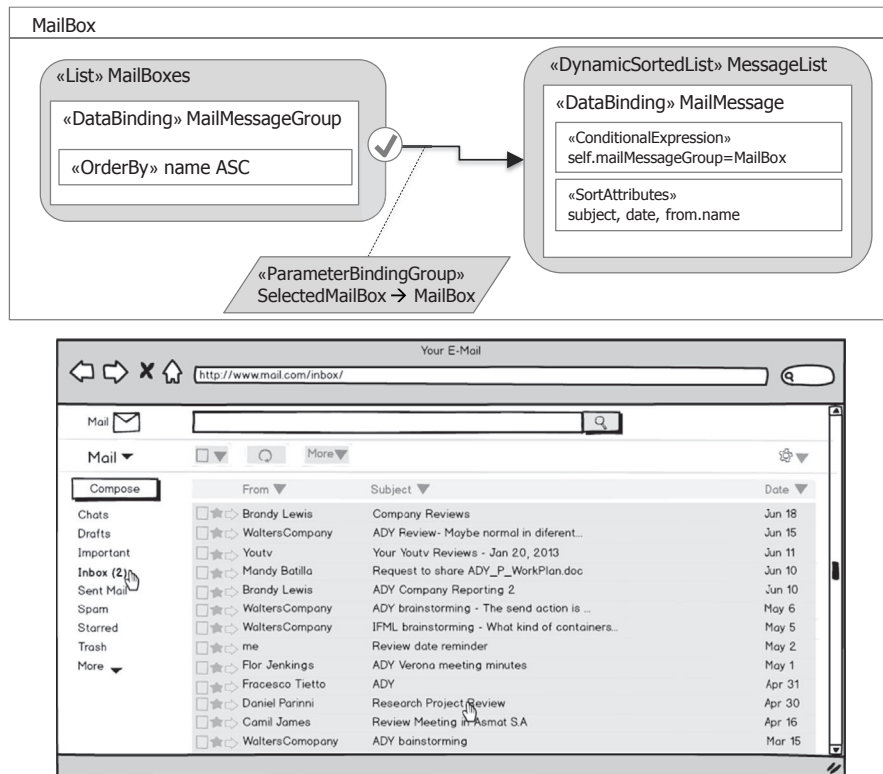 MailBox
«List» MailBoxes
«DataBinding» MailMessageGroup
«OrderBy» name ASC
«DynamicSortedList» MessageList
«DataBinding» MailMessage
«ConditionalExpression»
self.mailMessageGroup=MailBox
«SortAttributes»
subject, date, from.name
«ParameterBindingGroup»
SelectedMailBox → MailBox
Your E-Mail
http://www.mail.com/inbox/
Mail
Mail
More
Compose
Chats
Drafts
Important
Inbox (2)
Sent Mail
Spam
Starred
Trash
More
From Subject Date
Brandy Lewis Company Reviews Jun 18
WaltersCompany ADY Review- Maybe normal in diferent... Jun 15
Youtv Your Youtv Reviews - Jan 20, 2013 Jun 11
Mandy Batilla Request to share ADY_P_WorkPlan.doc Jun 10
Brandy Lewis ADY Company Reporting 2 Jun 10
WaltersCompany ADY brainstorming - The send action is ... May 6
WaltersCompany IFML brainstorming - What kind of containers... May 5
me Review date reminder May 2
Flor Jenkings ADY Verona meeting minutes May 1
Fracesco Tietto ADY Apr 31
Daniel Parinni Research Project Review Apr 30
Camil James Review Meeting in Asmat S.A Apr 16
WaltersComopany ADY bainstorming Mar 15